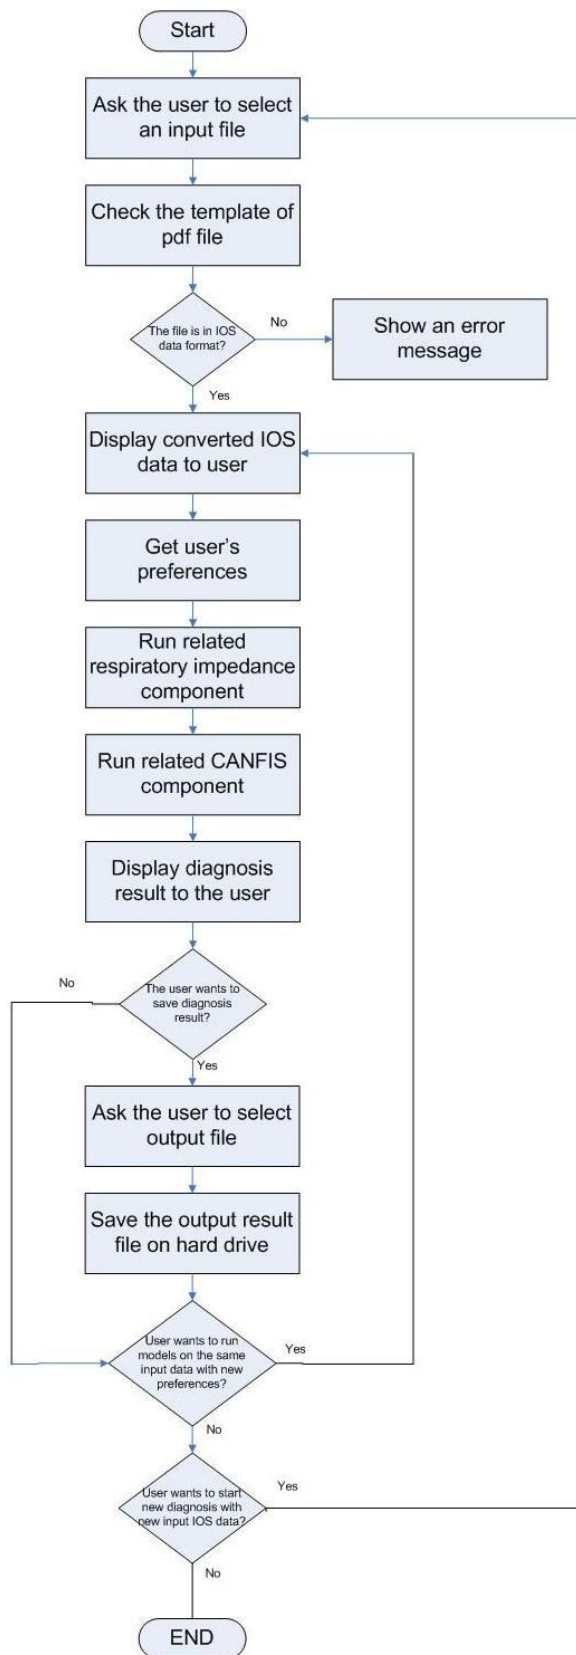 Start
Ask the user to select
an input file
Check the template of
pdf file
The file is in IOS
data format?
No
Show an error
message
Yes
Display converted IOS
data to user
Get user's
preferences
Run related
respiratory impedance
component
Run related CANFIS
component
Display diagnosis
result to the user
No
The user wants to
save diagnosis
result?
Yes
Ask the user to select
output file
Save the output result
file on hard drive
User wants to run
models on the same
input data with new
preferences?
Yes
No
User wants to start
new diagnosis with
new input IOS data?
Yes
No
END